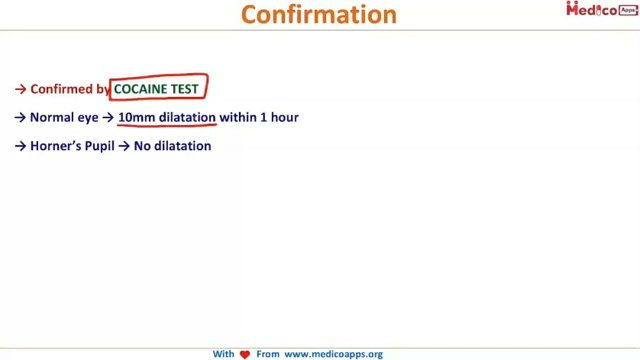 Confirmation
Medico Apps
→ Confirmed by COCAINE TEST
→ Normal eye → 10mm dilatation within 1 hour
→ Horner's Pupil → No dilatation
With ❤ From www.medicoapps.org